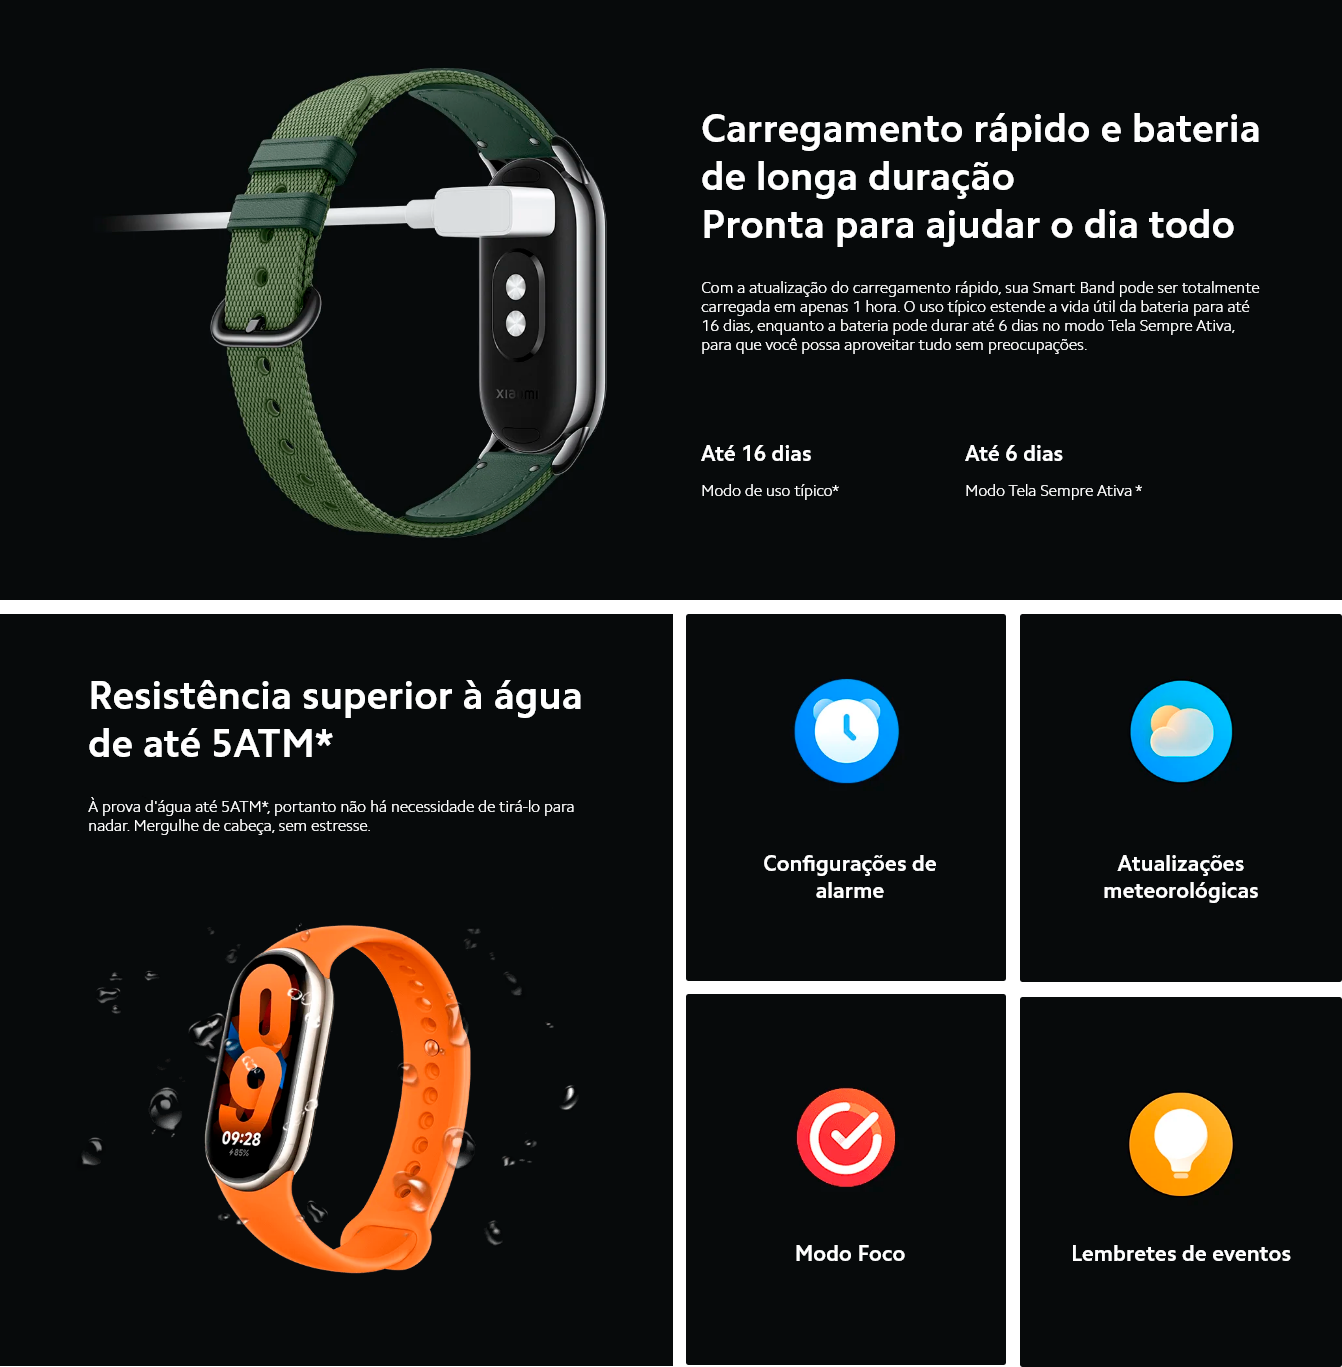 Carregamento rápido e bateria
de longa duração
Pronta para ajudar o dia todo
Com a atualização do carregamento rápido, sua Smart Band pode ser totalmente
carregada em apenas 1 hora. O uso típico estende a vida útil da bateria para até
16 dias, enquanto a bateria pode durar até 6 dias no modo Tela Sempre Ativa,
para que você possa aproveitar tudo sem preocupações.
xiaomi
Até 16 dias
Modo de uso típico*
Até 6 dias
Modo Tela Sempre Ativa *
Resistência superior à água
de até 5ATM*
À prova d'água até 5ATM*, portanto não há necessidade de tirá-lo para
nadar. Mergulhe de cabeça, sem estresse.
09
09:28
85%
Configurações de
alarme
Atualizações
meteorológicas
Modo Foco
Lembretes de eventos